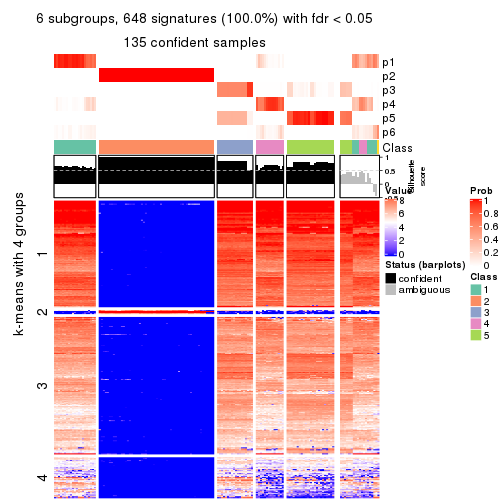 6 subgroups, 648 signatures (100.0%) with fdr < 0.05
135 confident samples
p1
p2
p3
p4
p5
p6
Class
1
0.5
0
-0.5
Silhouette
score
k-means with 4 groups
1
2
3
4
Value
8
6
4
2
0
Status (barplots)
confident
ambiguous
Prob
1
0.8
0.6
0.4
0.2
0
Class
1
2
3
4
5